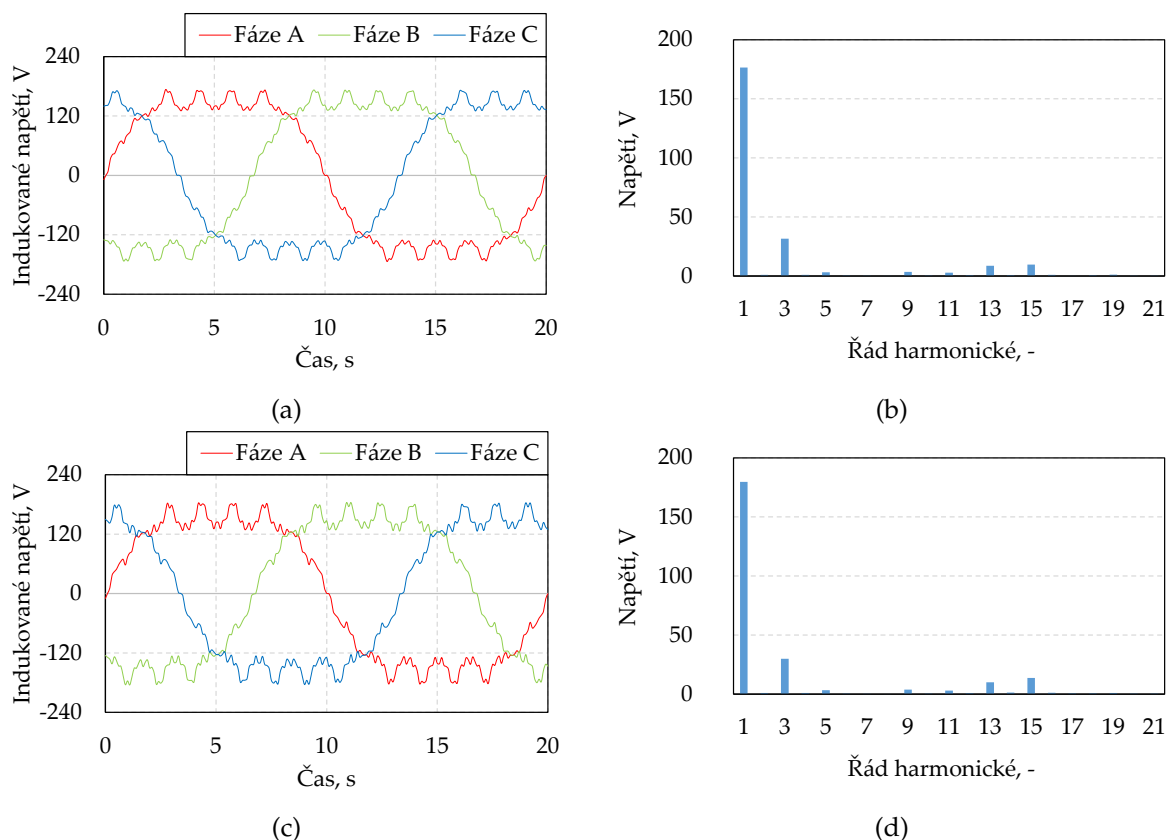 Fáze A Fáze B Fáze C
Indukované napětí, V
240
120
0
-120
-240
0 5 10 15 20
Čas, s
(a)
Napětí, V
200
150
100
50
0
1 3 5 7 9 11 13 15 17 19 21
Řád harmonické, -
(b)
Fáze A Fáze B Fáze C
Indukované napětí, V
240
120
0
-120
-240
0 5 10 15 20
Čas, s
(c)
Napětí, V
200
150
100
50
0
1 3 5 7 9 11 13 15 17 19 21
Řád harmonické, -
(d)